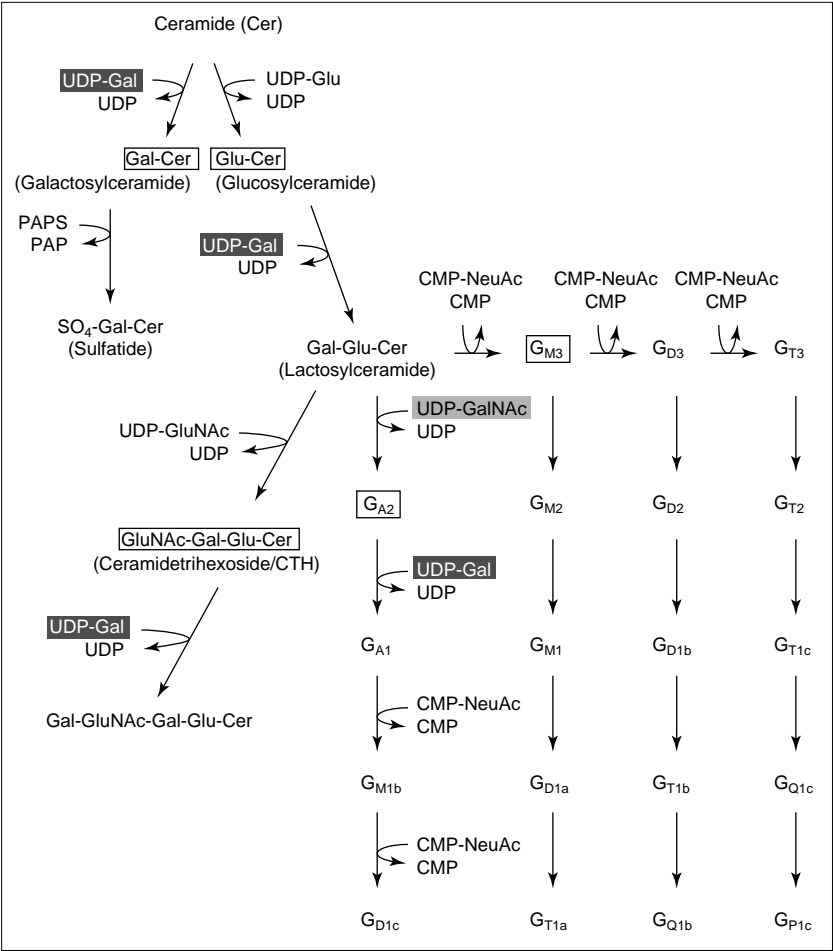 Ceramide (Cer)
UDP-Gal
UDP
UDP-Glu
UDP
Gal-Cer
(Galactosylceramide)
Glu-Cer
(Glucosylceramide)
PAPS
PAP
UDP-Gal
UDP
SO4-Gal-Cer
(Sulfatide)
Gal-Glu-Cer
(Lactosylceramide)
CMP-NeuAc
CMP
CMP-NeuAc
CMP
CMP-NeuAc
CMP
GM3
GD3
GT3
UDP-GluNAc
UDP
UDP-GalNAc
UDP
GluNAc-Gal-Glu-Cer
(Ceramidetrihexoside/CTH)
GA2
GM2
GD2
GT2
UDP-Gal
UDP
UDP-Gal
UDP
Gal-GluNAc-Gal-Glu-Cer
GA1
GM1
GD1b
GT1c
CMP-NeuAc
CMP
GM1b
GD1a
GT1b
GQ1c
CMP-NeuAc
CMP
GD1c
GT1a
GQ1b
GP1c